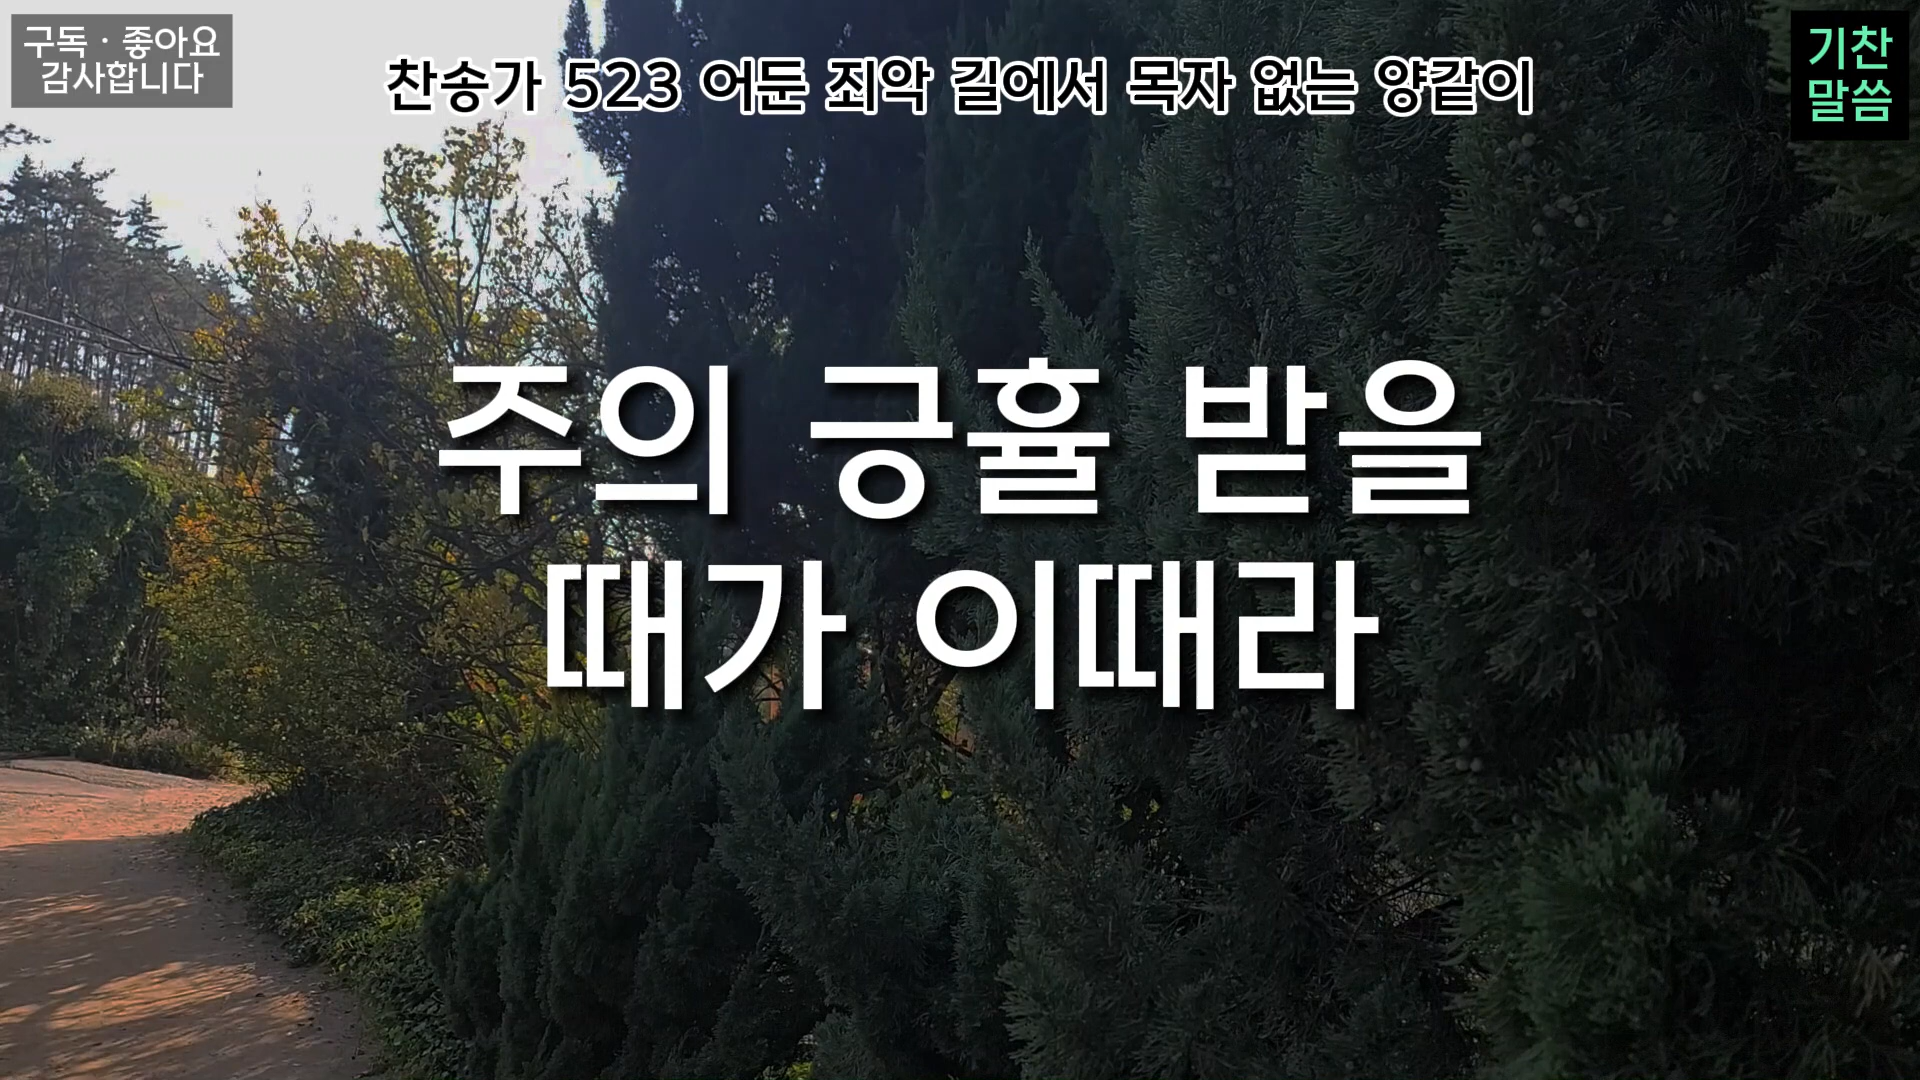 구독 · 좋아요
감사합니다
찬송가 523 어둔 죄악 길에서 목자 없는 양같이
기찬
말씀
주의 긍휼 받을
때가 이때라